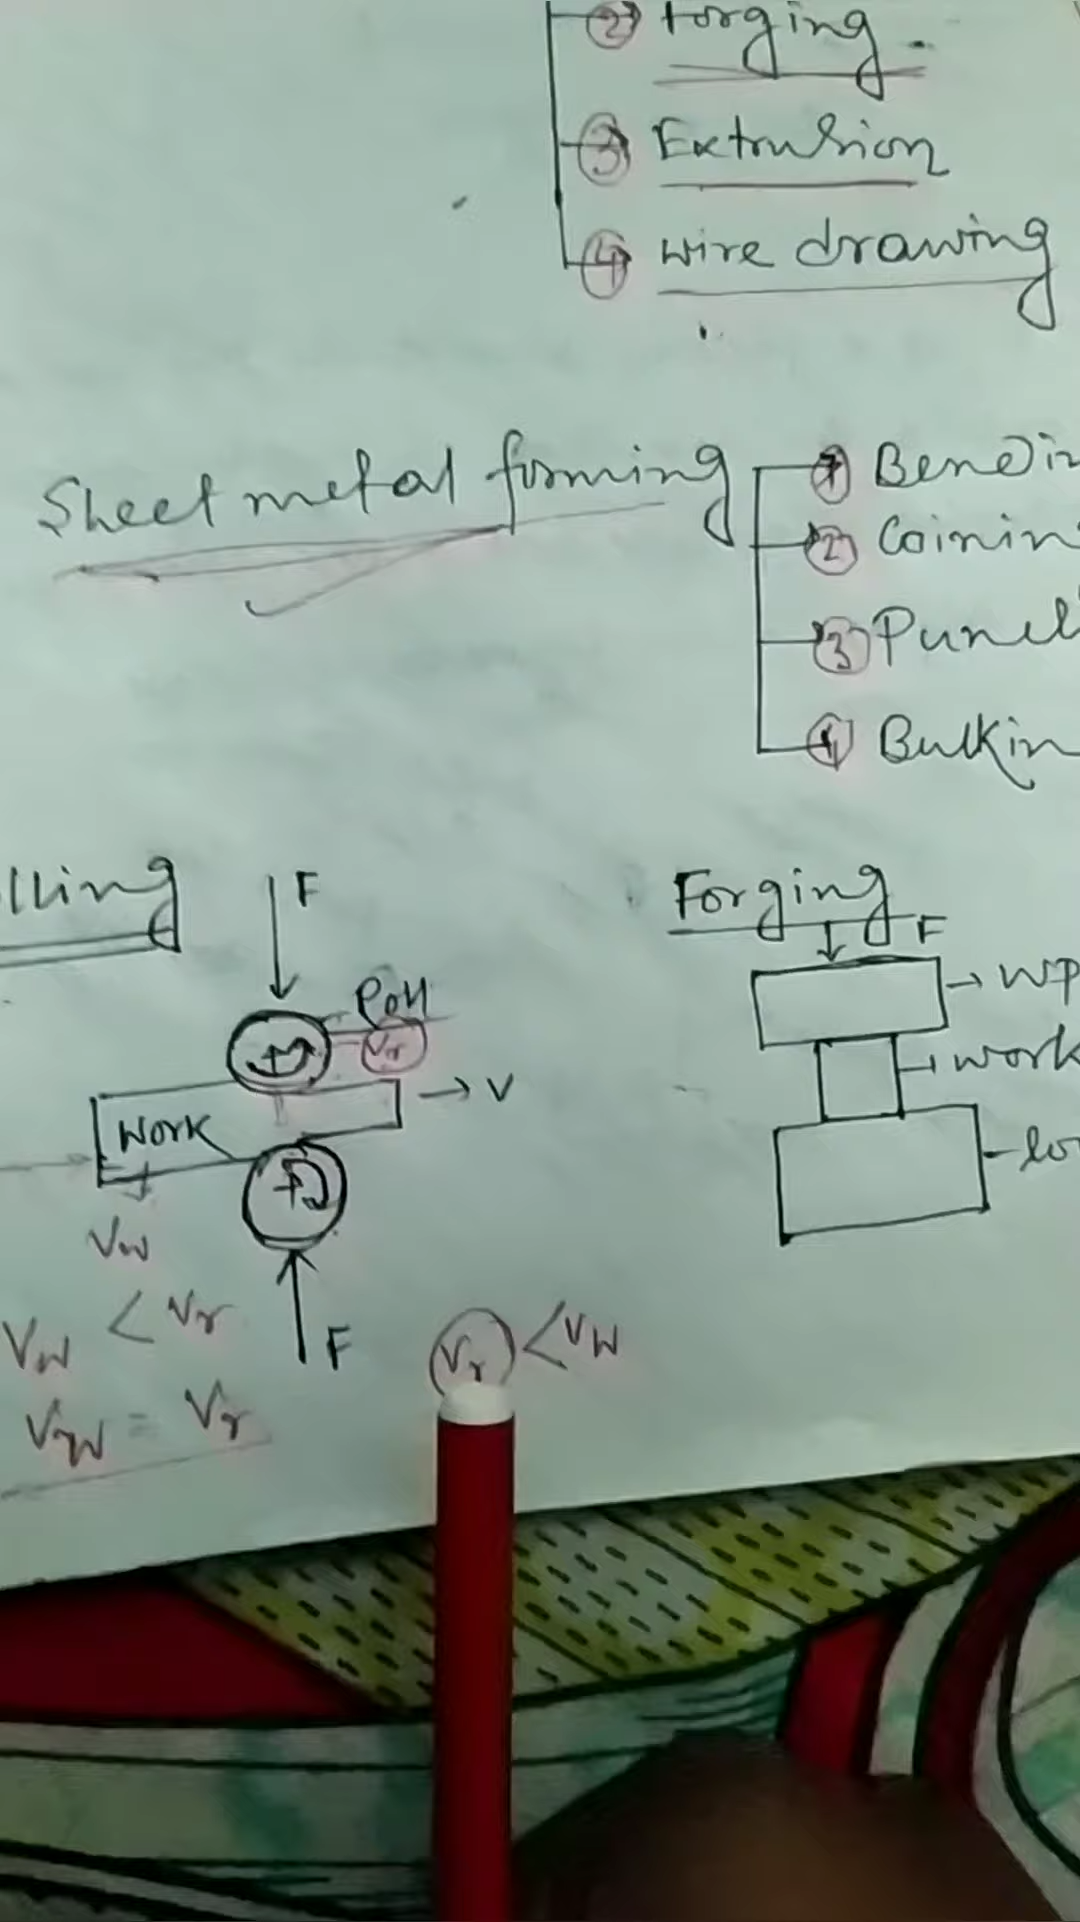 ② Forging
③ Extrusion
④ wire drawing
Sheet metal forming
① Bendin
② Coinin
③ Punch
④ Bulkin
lling
F
Roll
Vr
Work
→ V
Vw
F
Vw < Vr
Vw = Vr
Vr < Vw
Forging
F
→ WP
→ work
lo